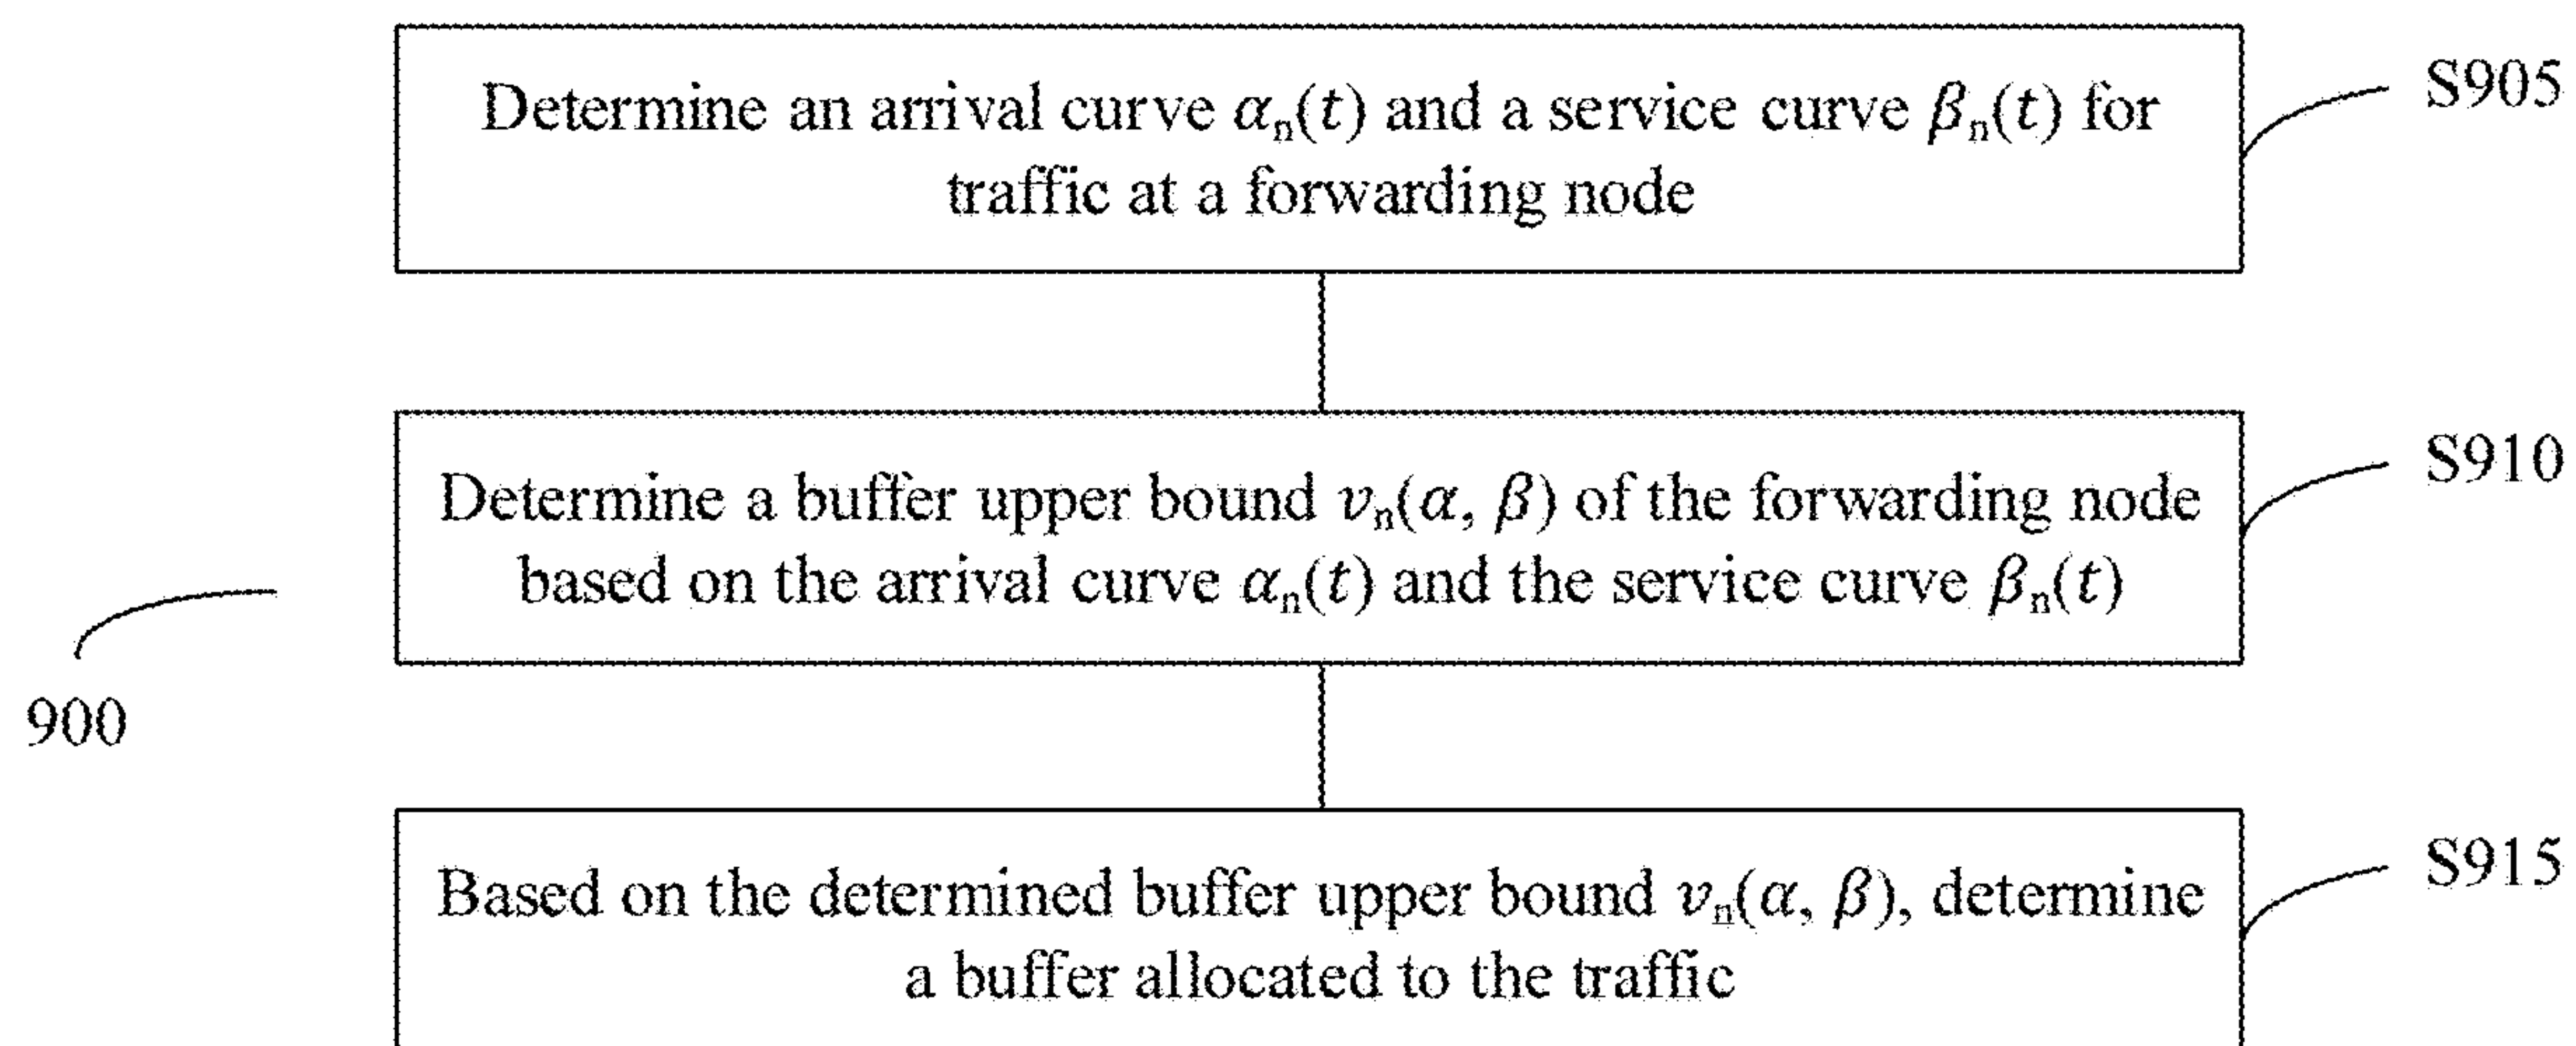 Determine an arrival curve αₙ(t) and a service curve βₙ(t) for
traffic at a forwarding node
S905
Determine a buffer upper bound vₙ(α, β) of the forwarding node
based on the arrival curve αₙ(t) and the service curve βₙ(t)
S910
900
Based on the determined buffer upper bound vₙ(α, β), determine
a buffer allocated to the traffic
S915